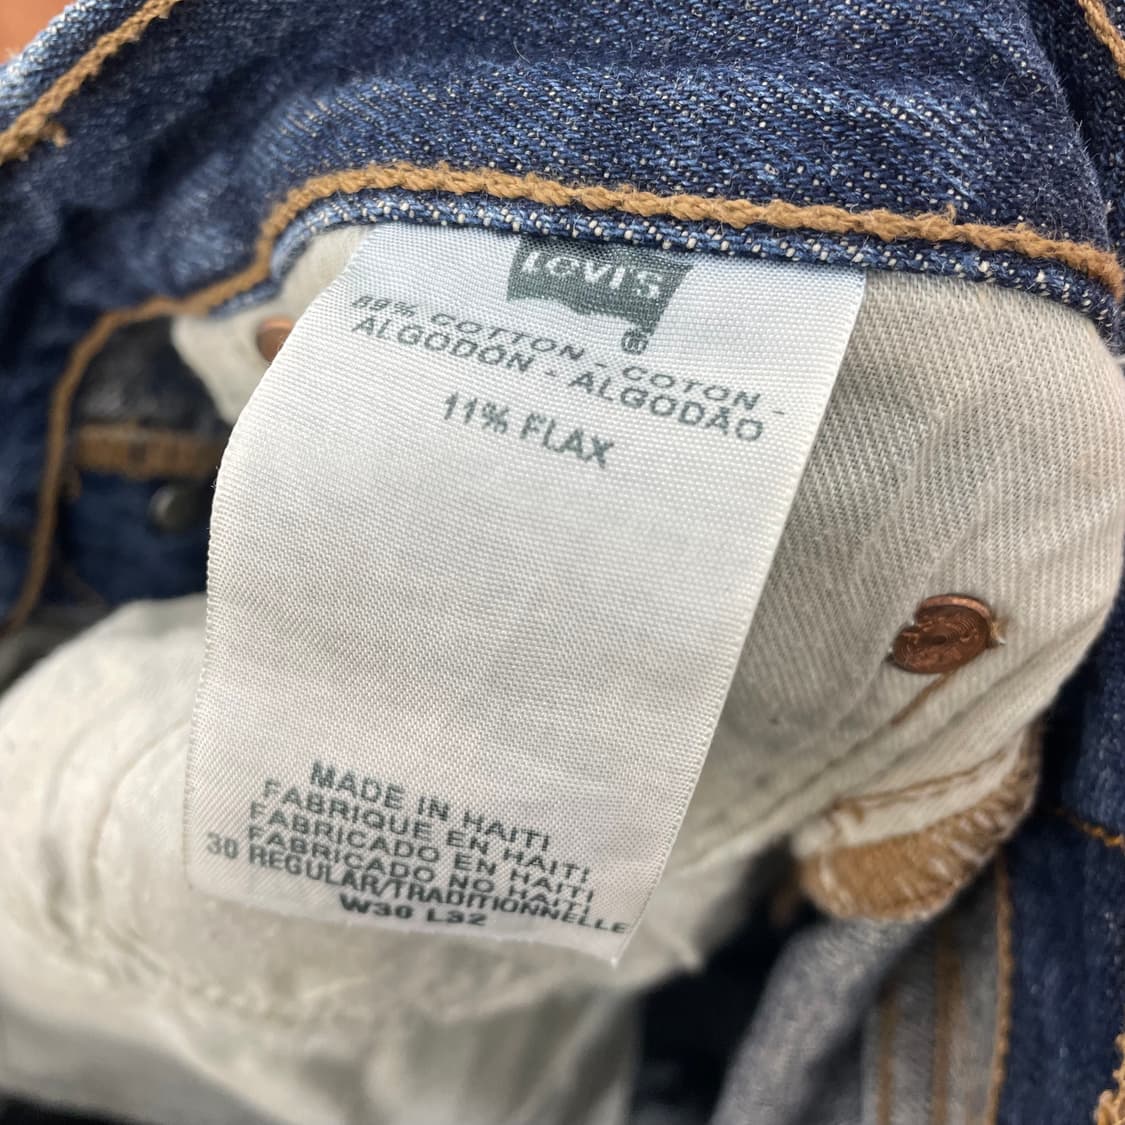 Levi's
®
89% COTTON - COTON -
ALGODÓN - ALGODÃO
11% FLAX
MADE IN HAITI
FABRIQUE EN HAITI
FABRICADO EN HAITI
FABRICADO NO HAITI
30 REGULAR/TRADITIONNELLE
W30 L32